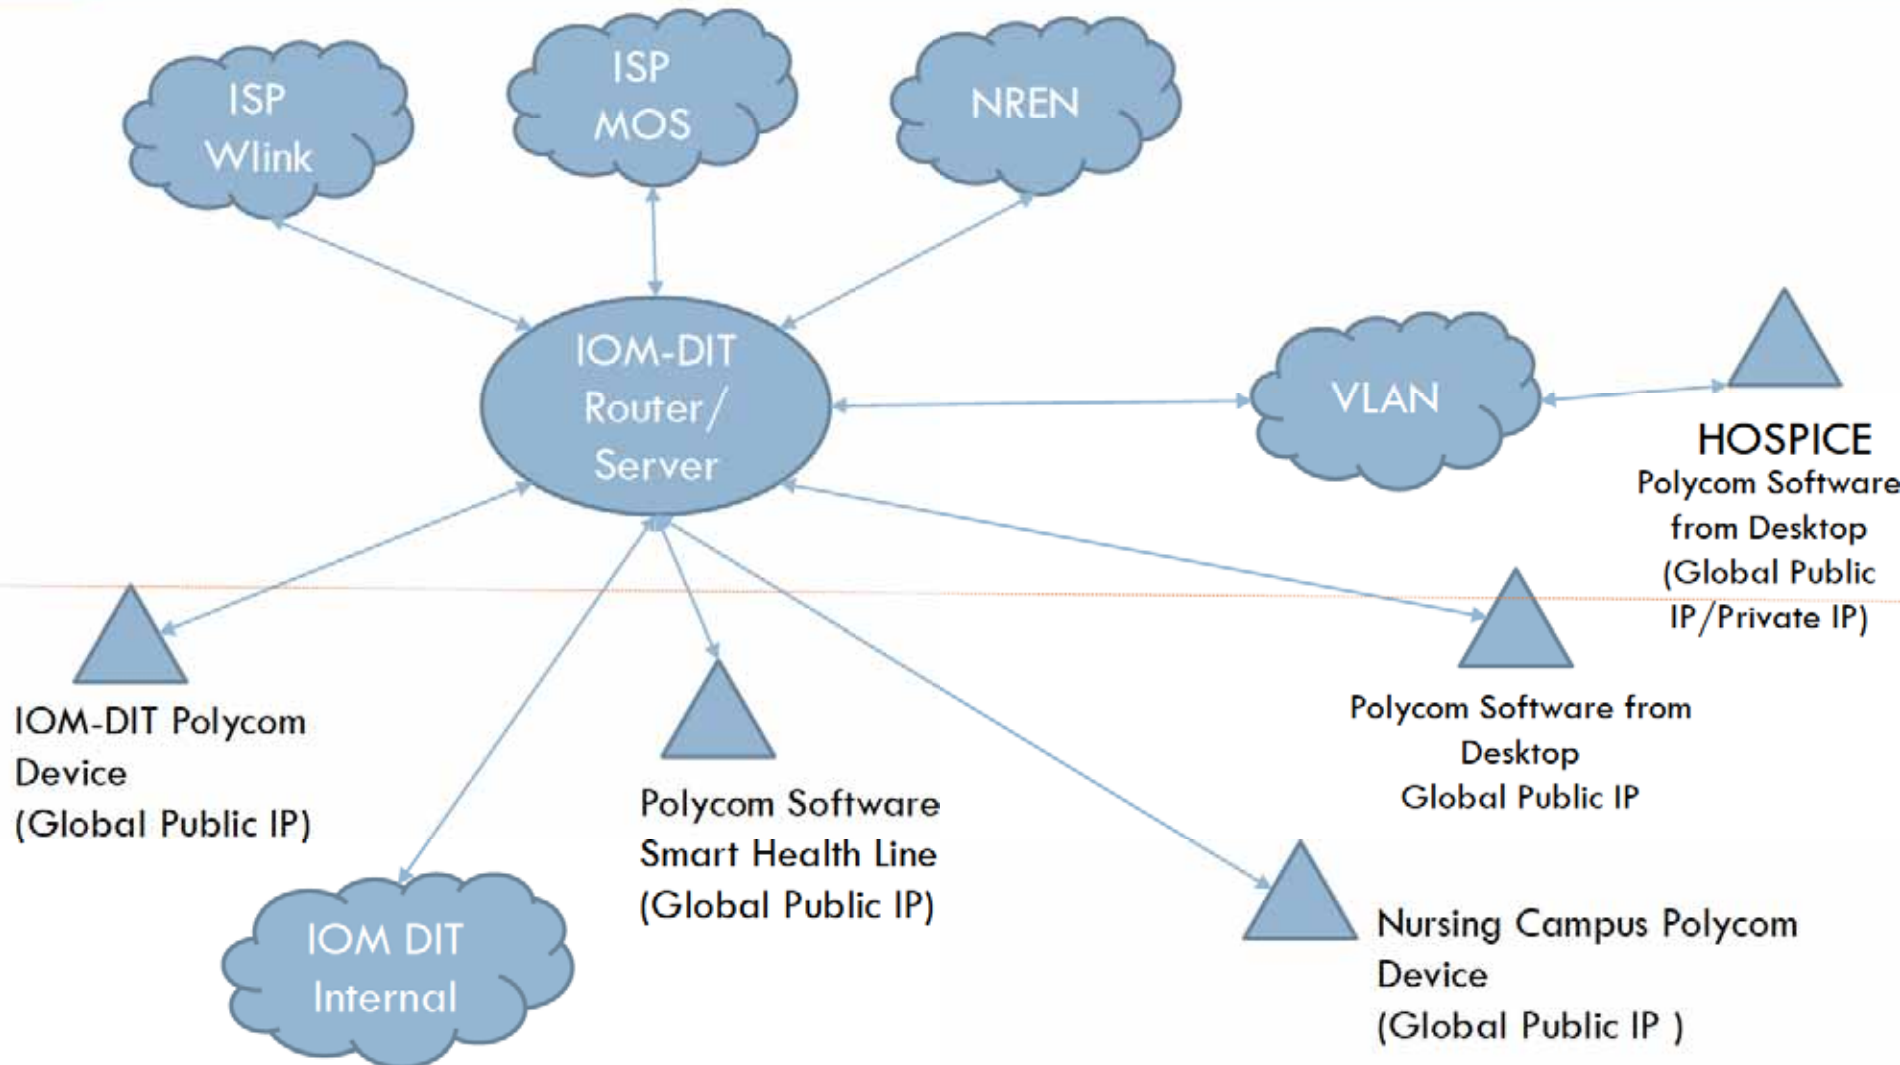 ISP
Wlink
ISP
MOS
NREN
IOM-DIT
Router/
Server
VLAN
HOSPICE
Polycom Software
from Desktop
(Global Public
IP/Private IP)
IOM-DIT Polycom
Device
(Global Public IP)
Polycom Software
Smart Health Line
(Global Public IP)
Polycom Software from
Desktop
Global Public IP
IOM DIT
Internal
Nursing Campus Polycom
Device
(Global Public IP )